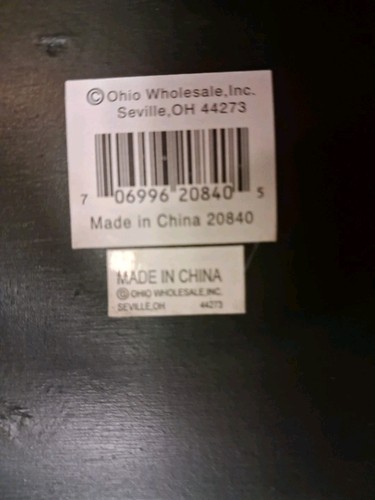 ©Ohio Wholesale,Inc.
Seville,OH 44273
7 06996 20840 5
Made in China 20840
MADE IN CHINA
©OHIO WHOLESALE,INC.
SEVILLE,OH 44273